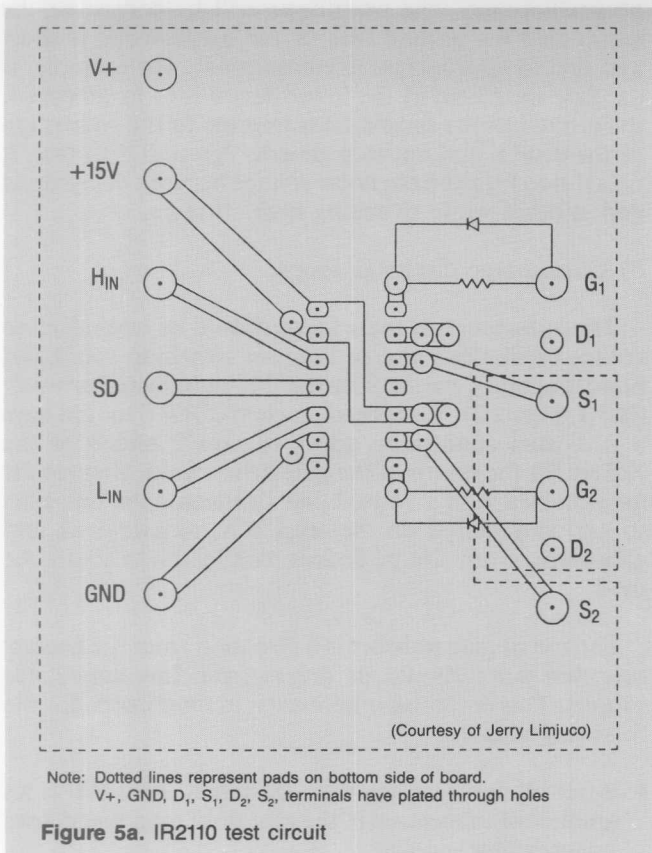 V+
+15V
H_IN
SD
L_IN
GND
G₁
D₁
S₁
G₂
D₂
S₂
(Courtesy of Jerry Limjuco)
Note: Dotted lines represent pads on bottom side of board.
V+, GND, D₁, S₁, D₂, S₂, terminals have plated through holes
Figure 5a. IR2110 test circuit